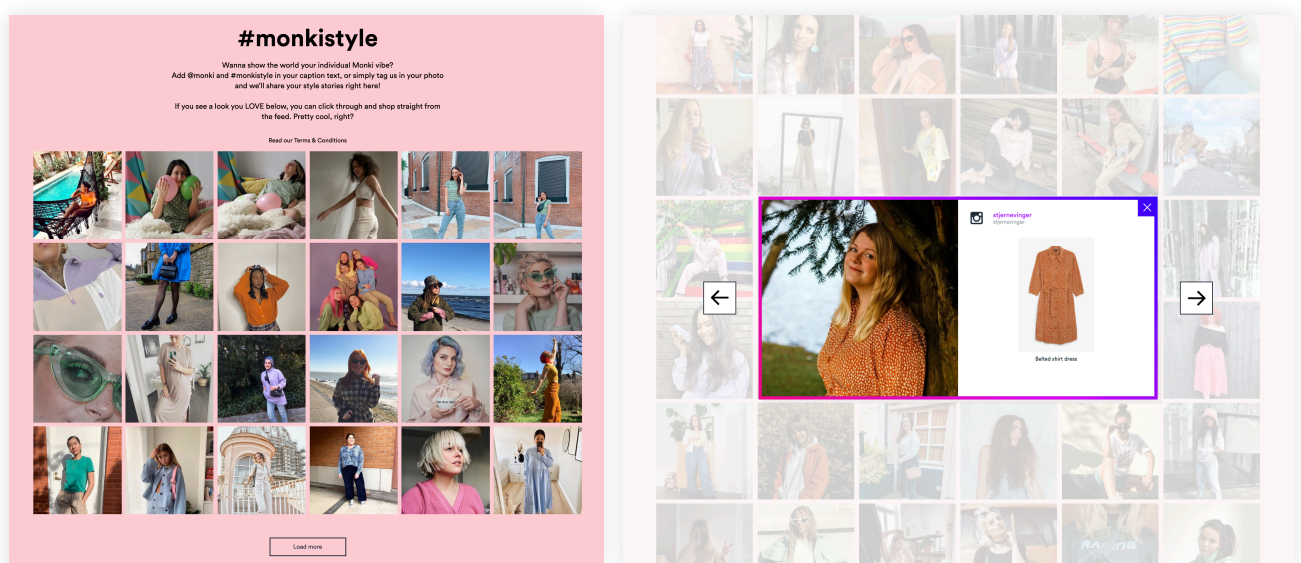 #monkistyle
Wanna show the world your individual Monki vibe?
Add @monki and #monkistyle in your caption text, or simply tag us in your photo
and we'll share your style stories right here!
If you see a look you LOVE below, you can click through and shop straight from
the feed. Pretty cool, right?
Read our Terms & Conditions
Load more
stjernevinger
stjernevinger
Belted shirt dress